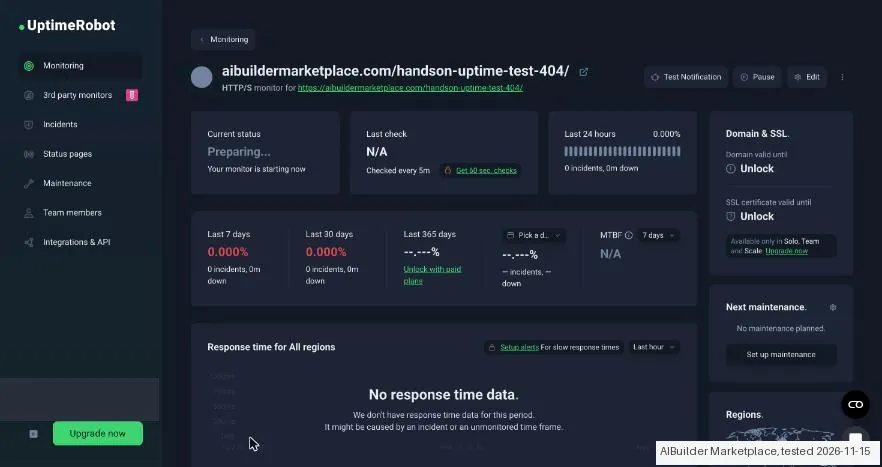 UptimeRobot
Monitoring
3rd party monitors
Incidents
Status pages
Maintenance
Team members
Integrations & API
Upgrade now
Monitoring
aibuildermarketplace.com/handson-uptime-test-404/
HTTP/S monitor for https://aibuildermarketplace.com/handson-uptime-test-404/
Test Notification
Pause
Edit
Current status
Preparing...
Your monitor is starting now
Last check
N/A
Checked every 5m
Get 60 sec. checks
Last 24 hours
0.000%
0 incidents, 0m down
Domain & SSL.
Domain valid until
Unlock
SSL certificate valid until
Unlock
Available only in Solo, Team
and Scale. Upgrade now
Last 7 days
0.000%
0 incidents, 0m
down
Last 30 days
0.000%
0 incidents, 0m
down
Last 365 days
--.---%
Unlock with paid
plans
Pick a d...
--.---%
— incidents, —
down
MTBF
7 days
N/A
Next maintenance.
No maintenance planned.
Set up maintenance
Response time for All regions
Setup alerts For slow response times
Last hour
No response time data.
We don't have response time data for this period.
It might be caused by an incident or an unmonitored time frame.
Regions.
AIBuilder Marketplace, tested 2026-11-15